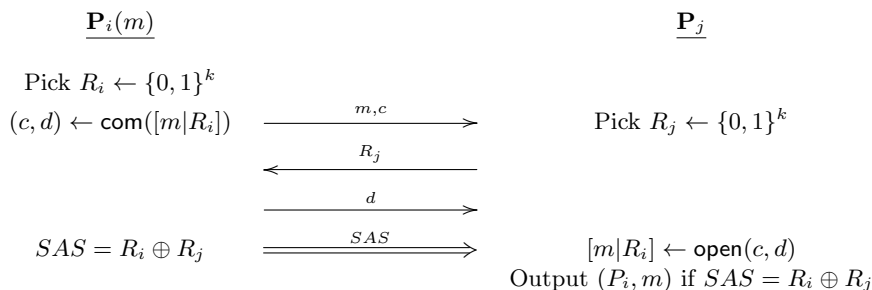 P_i(m) P_j
Pick R_i ← {0, 1}^k
(c, d) ← com([m|R_i]) m,c Pick R_j ← {0, 1}^k
R_j
d
SAS = R_i ⊕ R_j SAS [m|R_i] ← open(c, d)
Output (P_i, m) if SAS = R_i ⊕ R_j